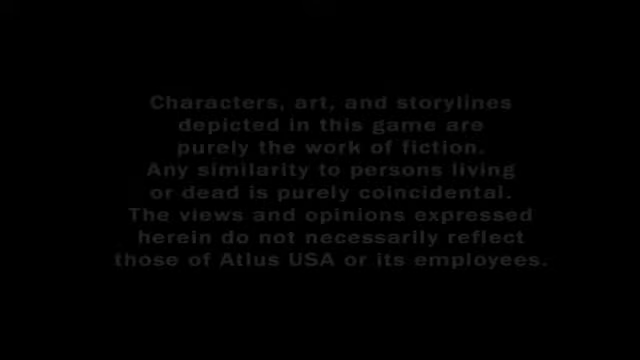 Characters, art, and storylines
depicted in this game are
purely the work of fiction.
Any similarity to persons living
or dead is purely coincidental.
The views and opinions expressed
herein do not necessarily reflect
those of Atlus USA or its employees.